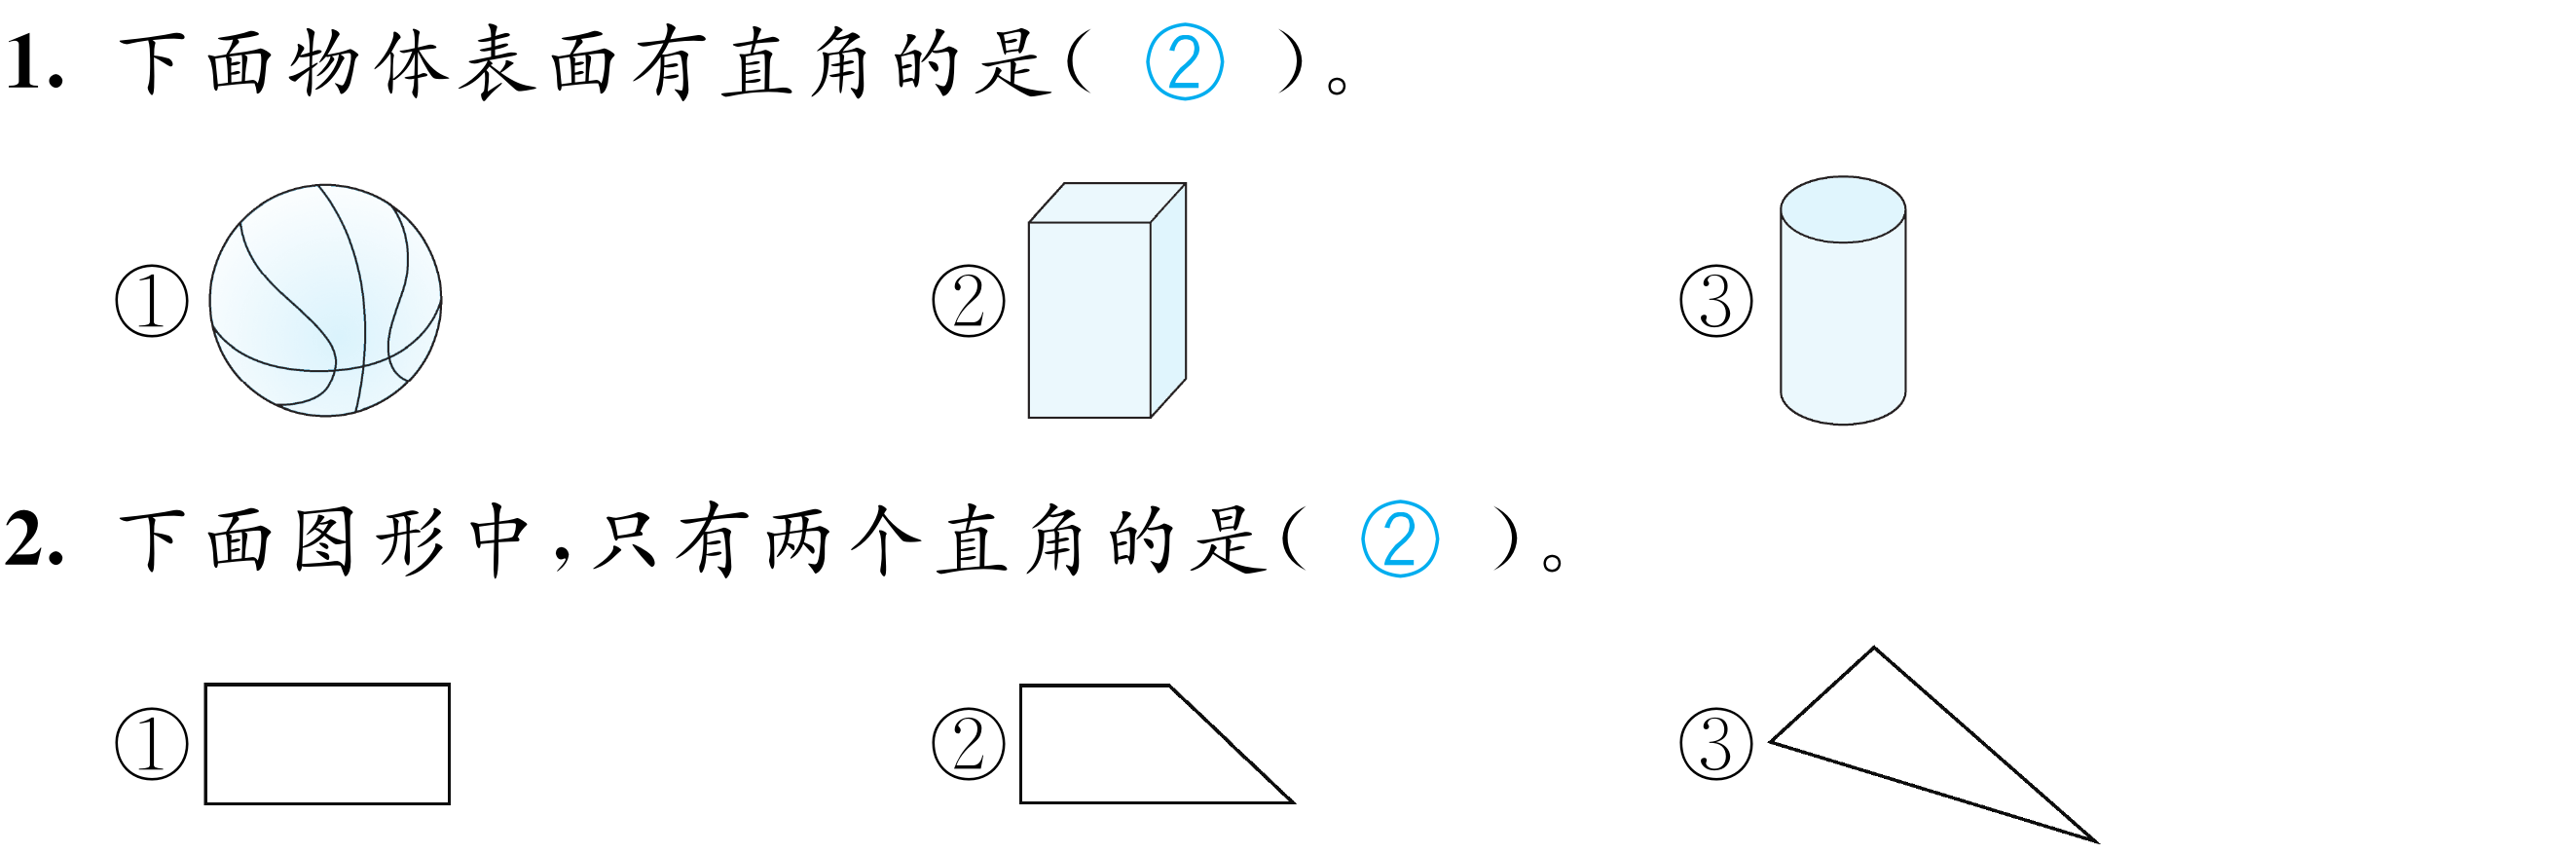 1. 下面物体表面有直角的是( ② )。
① ② ③
2. 下面图形中,只有两个直角的是( ② )。
① ② ③